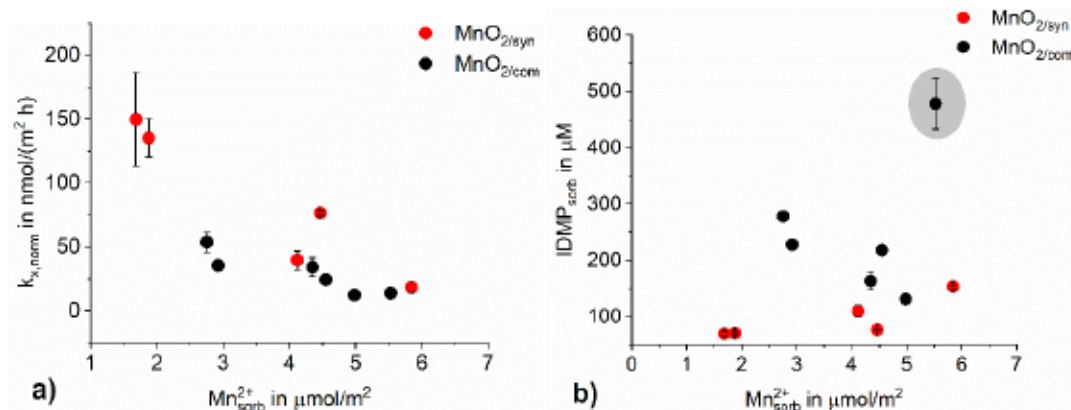 MnO2/syn
MnO2/com
200
150
100
50
0
kx,norm in nmol/(m2 h)
1 2 3 4 5 6 7
a)
Mn2+sorb in μmol/m2
MnO2/syn
MnO2/com
600
500
400
300
200
100
IDMPsorb in μM
0 1 2 3 4 5 6 7
b)
Mn2+sorb in μmol/m2